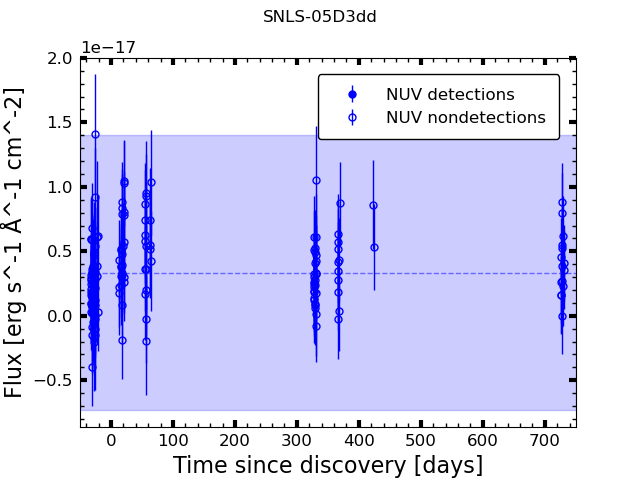 SNLS-05D3dd
1e−17
2.0
1.5
1.0
0.5
0.0
−0.5
Flux [erg s^-1 Å^-1 cm^-2]
NUV detections
NUV nondetections
0 100 200 300 400 500 600 700
Time since discovery [days]